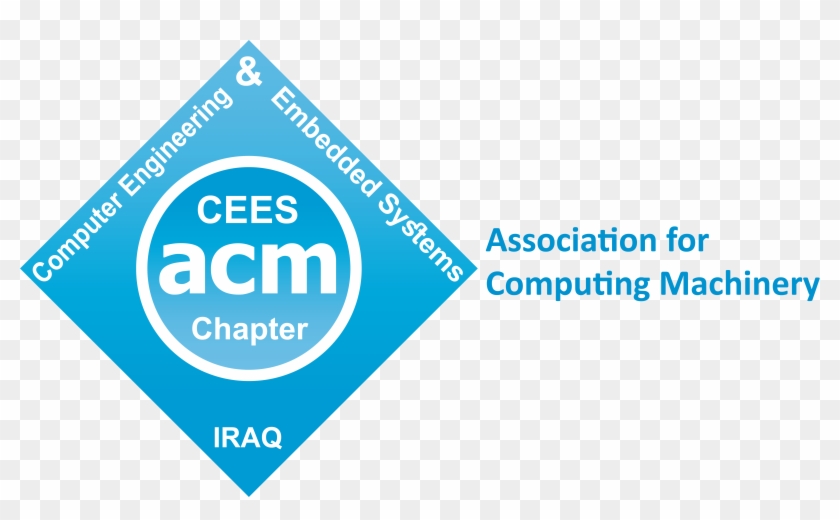 Computer Engineering
&
Embedded Systems
CEES
acm
Chapter
IRAQ
Association for
Computing Machinery